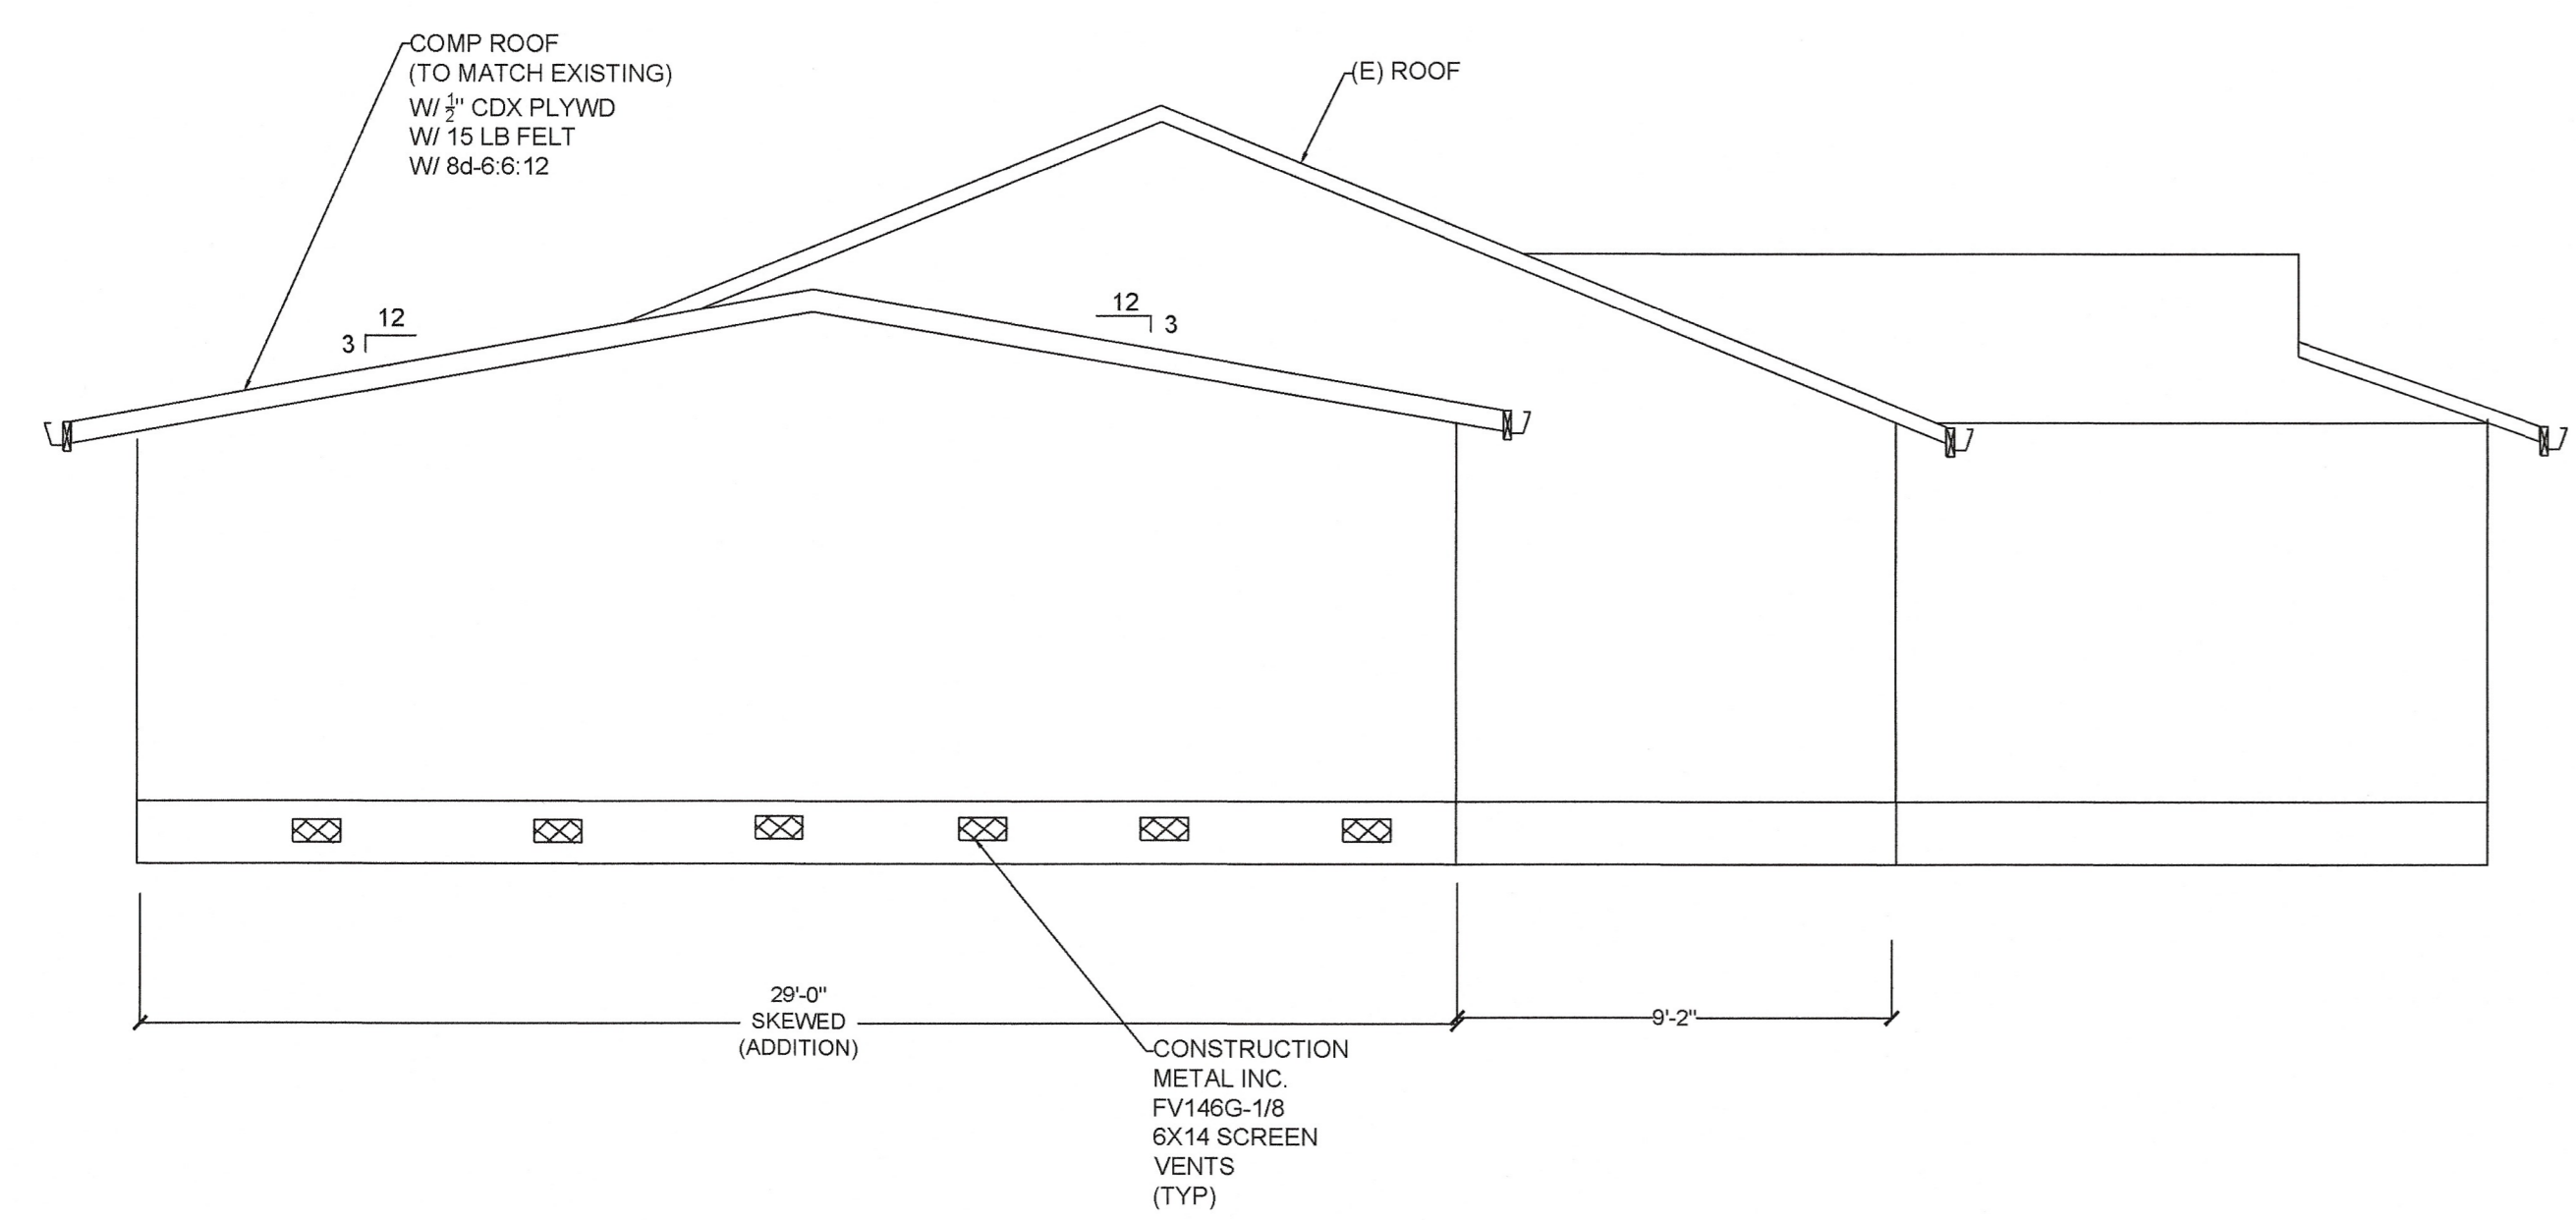 COMP ROOF
(TO MATCH EXISTING)
W/ 1/2" CDX PLYWD
W/ 15 LB FELT
W/ 8d-6:6:12
(E) ROOF
12
3
12
3
29'-0"
SKEWED
(ADDITION)
9'-2"
CONSTRUCTION
METAL INC.
FV146G-1/8
6X14 SCREEN
VENTS
(TYP)